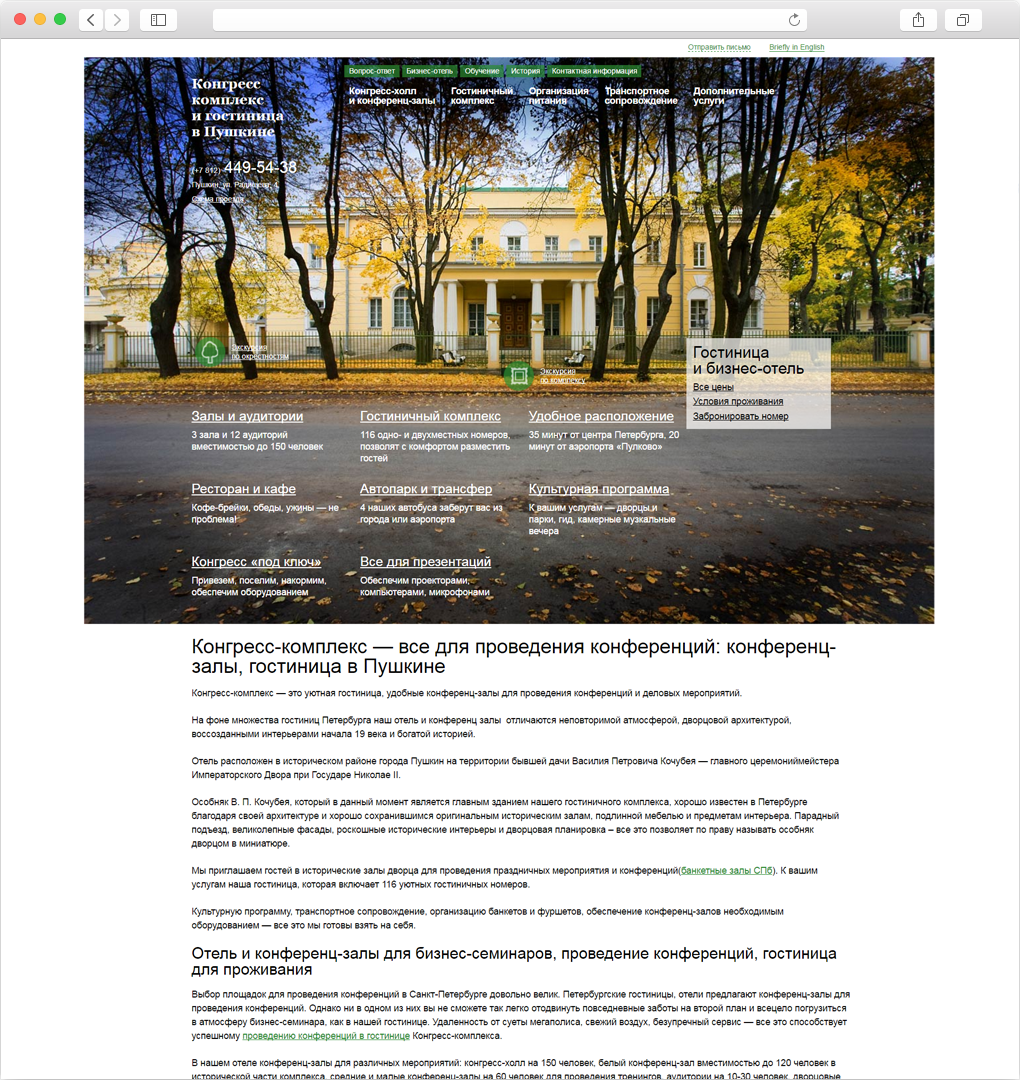 Отправить письмо Briefly in English
Вопрос-ответ Бизнес-отель Обучение История Контактная информация
Конгресс-холл
и конференц-залы
Гостиничный
комплекс
Организация
питания
Транспортное
сопровождение
Дополнительные
услуги
Конгресс
комплекс
и гостиница
в Пушкине
(+7 812) 449-54-38
Пушкин, ул. Радищева, 4
Схема проезда
Экскурсия
по окрестностям
Экскурсия
по комплексу
Гостиница
и бизнес-отель
Все цены
Условия проживания
Забронировать номер
Залы и аудитории
3 зала и 12 аудиторий
вместимостью до 150 человек
Гостиничный комплекс
116 одно- и двухместных номеров,
позволят с комфортом разместить
гостей
Удобное расположение
35 минут от центра Петербурга, 20
минут от аэропорта «Пулково»
Ресторан и кафе
Кофе-брейки, обеды, ужины — не
проблема!
Автопарк и трансфер
4 наших автобуса заберут вас из
города или аэропорта
Культурная программа
К вашим услугам — дворцы и
парки, гид, камерные музкальные
вечера
Конгресс «под ключ»
Привезем, поселим, накормим,
обеспечим оборудованием
Все для презентаций
Обеспечим проекторами,
компьютерами, микрофонами
Конгресс-комплекс — все для проведения конференций: конференц-
залы, гостиница в Пушкине
Конгресс-комплекс — это уютная гостиница, удобные конференц-залы для проведения конференций и деловых мероприятий.
На фоне множества гостиниц Петербурга наш отель и конференц залы отличаются неповторимой атмосферой, дворцовой архитектурой,
воссозданными интерьерами начала 19 века и богатой историей.
Отель расположен в историческом районе города Пушкин на территории бывшей дачи Василия Петровича Кочубея — главного церемониймейстера
Императорского Двора при Государе Николае II.
Особняк В. П. Кочубея, который в данный момент является главным зданием нашего гостиничного комплекса, хорошо известен в Петербурге
благодаря своей архитектуре и хорошо сохранившимся оригинальным историческим залам, подлинной мебелью и предметам интерьера. Парадный
подъезд, великолепные фасады, роскошные исторические интерьеры и дворцовая планировка – все это позволяет по праву называть особняк
дворцом в миниатюре.
Мы приглашаем гостей в исторические залы дворца для проведения праздничных мероприятия и конференций(банкетные залы СПб). К вашим
услугам наша гостиница, которая включает 116 уютных гостиничных номеров.
Культурную программу, транспортное сопровождение, организацию банкетов и фуршетов, обеспечение конференц-залов необходимым
оборудованием — все это мы готовы взять на себя.
Отель и конференц-залы для бизнес-семинаров, проведение конференций, гостиница
для проживания
Выбор площадок для проведения конференций в Санкт-Петербурге довольно велик. Петербургские гостиницы, отели предлагают конференц-залы для
проведения конференций. Однако ни в одном из них вы не сможете так легко отодвинуть повседневные заботы на второй план и всецело погрузиться
в атмосферу бизнес-семинара, как в нашей гостинице. Удаленность от суеты мегаполиса, свежий воздух, безупречный сервис — все это способствует
успешному проведению конференций в гостинице Конгресс-комплекса.
В нашем отеле конференц-залы для различных мероприятий: конгресс-холл на 150 человек, белый конференц-зал вместимостью до 120 человек в
исторической части комплекса, средние и малые конференц-залы на 60 человек для проведения тренингов, аудитории на 10-30 человек, дворцовые